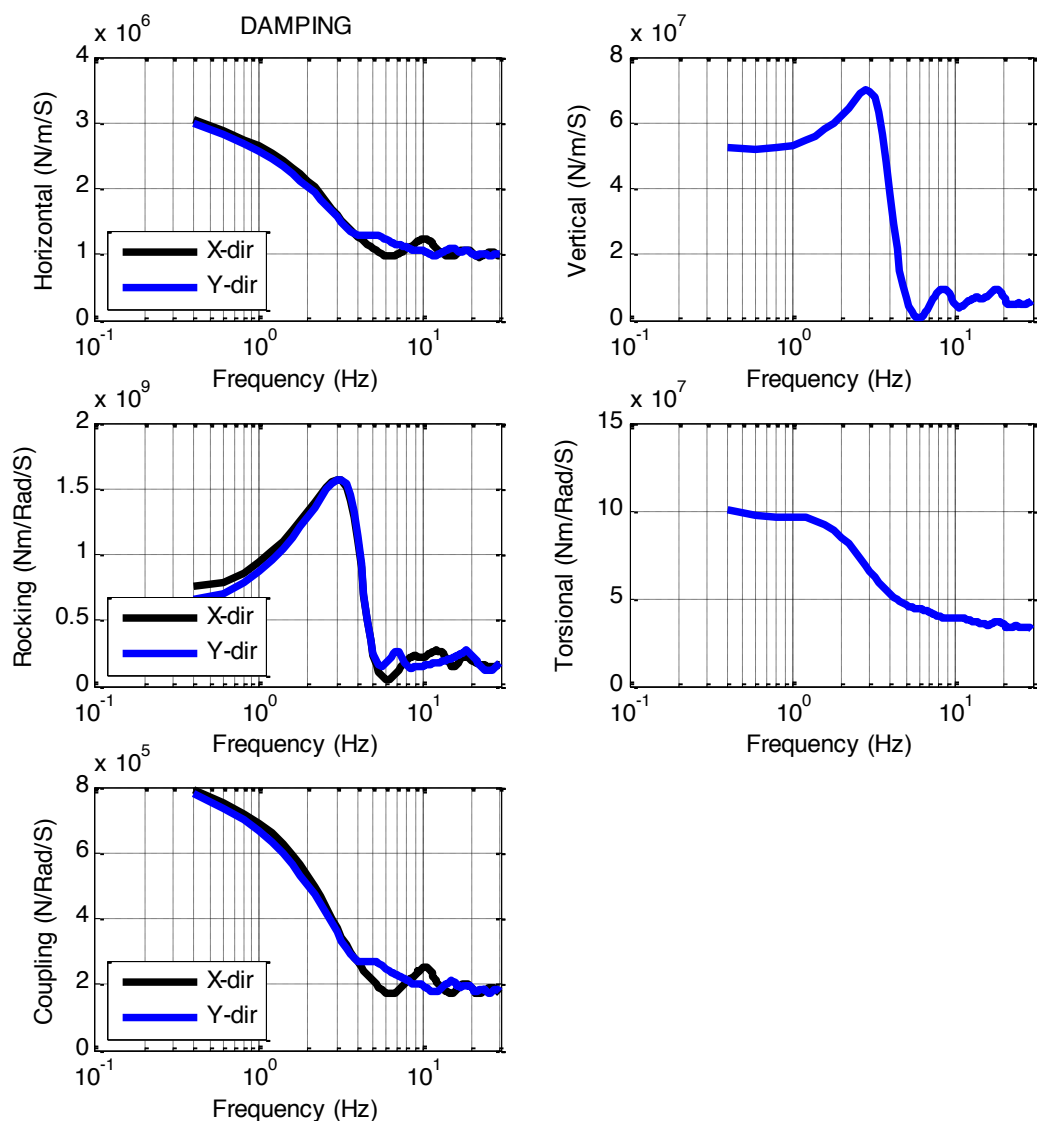 x 10^6
DAMPING
4
3
2
1
0
Horizontal (N/m/S)
X-dir
Y-dir
10^-1 10^0 10^1
Frequency (Hz)
x 10^7
8
6
4
2
0
Vertical (N/m/S)
10^-1 10^0 10^1
Frequency (Hz)
x 10^9
2
1.5
1
0.5
0
Rocking (Nm/Rad/S)
X-dir
Y-dir
10^-1 10^0 10^1
Frequency (Hz)
x 10^7
15
10
5
0
Torsional (Nm/Rad/S)
10^-1 10^0 10^1
Frequency (Hz)
x 10^5
8
6
4
2
0
Coupling (N/Rad/S)
X-dir
Y-dir
10^-1 10^0 10^1
Frequency (Hz)